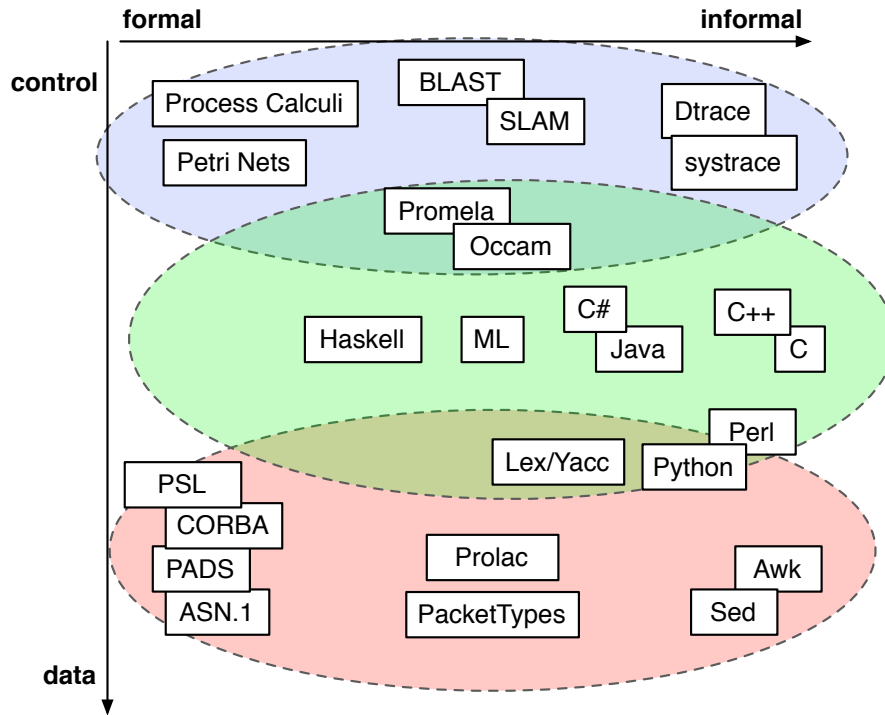 formal
informal
control
BLAST
Process Calculi
Dtrace
SLAM
Petri Nets
systrace
Promela
Occam
C#
C++
Haskell
ML
Java
C
Perl
Lex/Yacc
Python
PSL
CORBA
Prolac
PADS
Awk
ASN.1
PacketTypes
Sed
data